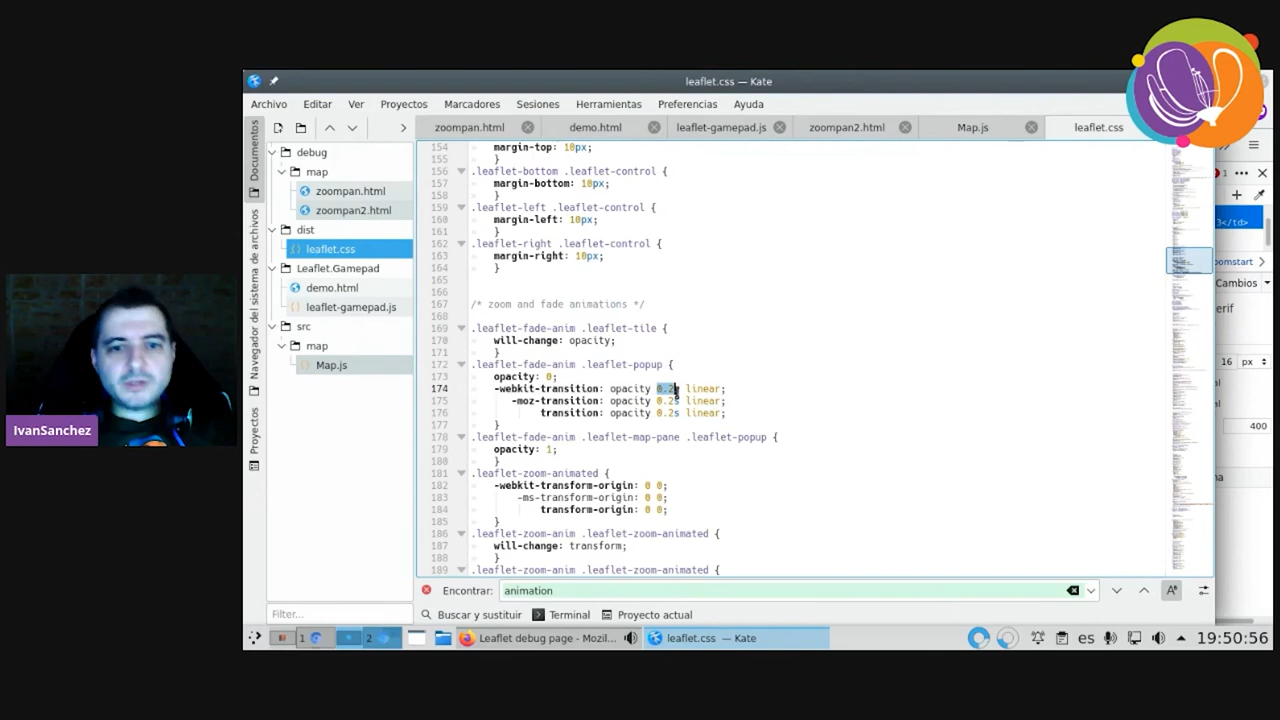 leaflet.css — Kate
Archivo Editar Ver Proyectos Marcadores Sesiones Herramientas Preferencias Ayuda
zoompan.html demo.html leaflet-gamepad.js zoompan2.html Map.js leaflet.css
Documentos
Navegador del sistema de archivos
Proyectos
debug
map
zoompan.html
zoompan2.html
dist
leaflet.css
Leaflet.Gamepad
demo.html
leaflet-gamepad.js
src
map
Map.js
Filter...
154 margin-top: 10px;
155 }
156 .leaflet-bottom .leaflet-control {
157 margin-bottom: 10px;
158 }
159 .leaflet-left .leaflet-control
160 margin-left: 10px;
161 }
162 .leaflet-right .leaflet-control
163 margin-right: 10px;
164 }
165
166
167 zoom and fade animations */
168
169 .leaflet-fade-anim .leaflet-tile {
170 will-change: opacity;
171 }
172 .leaflet-fade-anim .leaflet-popup {
173 opacity: 0;
174 -webkit-transition: opacity 0.2s linear;
175 -moz-transition: opacity 0.2s linear;
176 transition: opacity 0.2s linear;
177 }
178 .leaflet-fade-anim .leaflet-map-pane .leaflet-popup {
179 opacity: 1;
180 }
181 .leaflet-zoom-animated {
182 -webkit-transform-origin: 0 0;
183 -ms-transform-origin: 0 0;
184 transform-origin: 0 0;
185 }
186 .leaflet-zoom-anim .leaflet-zoom-animated {
187 will-change: transform;
188 }
189 .leaflet-zoom-anim .leaflet-zoom-animated {
1
3</td>
oomstart
Cambios
erif
16 px
400
Encontrar: animation
Buscar y sustituir Terminal Proyecto actual
1 2 Leaflet debug page - Mozil... leaflet.css — Kate es 19:50:56
IvanSanchez